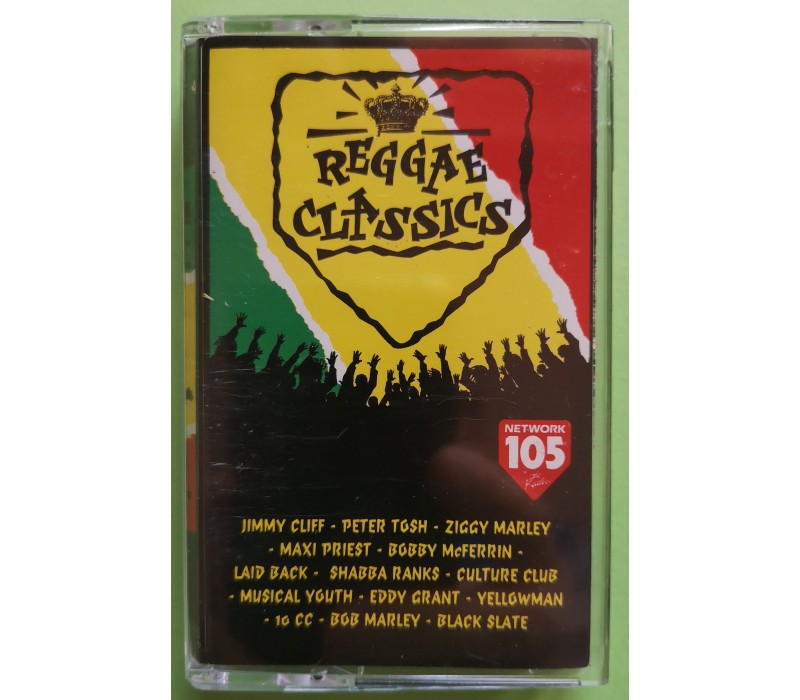 REGGAE
CLASSICS
NETWORK
105
JIMMY CLIFF - PETER TOSH - ZIGGY MARLEY
- MAXI PRIEST - BOBBY McFERRIN -
LAID BACK - SHABBA RANKS - CULTURE CLUB
- MUSICAL YOUTH - EDDY GRANT - YELLOWMAN
- 10 CC - BOB MARLEY - BLACK SLATE